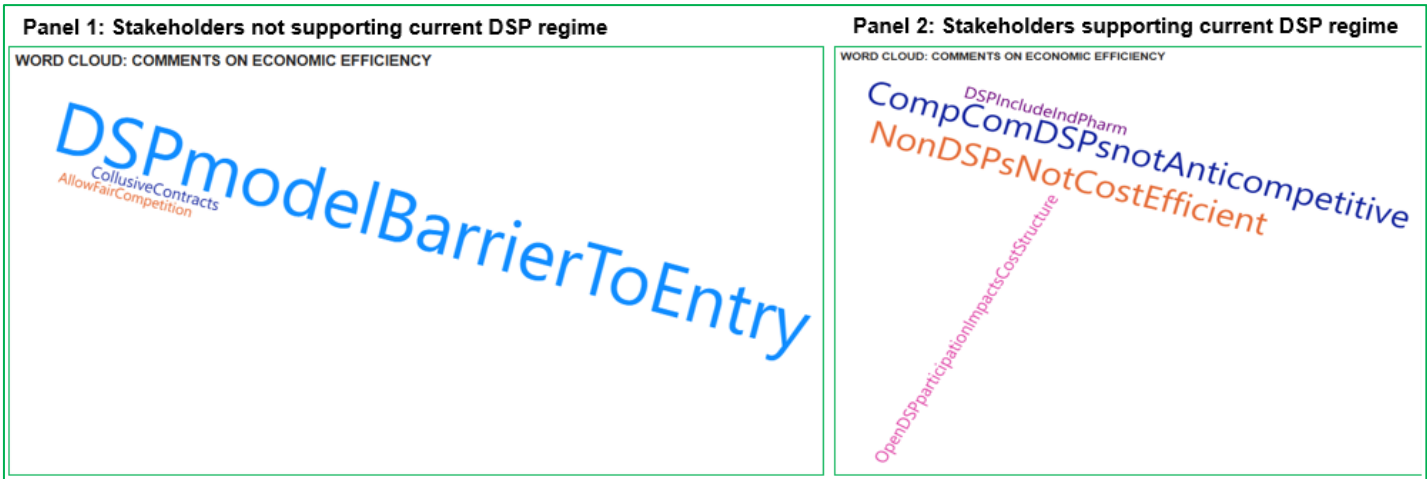 Panel 1: Stakeholders not supporting current DSP regime
WORD CLOUD: COMMENTS ON ECONOMIC EFFICIENCY
DSPmodelBarrierToEntry
CollusiveContracts
AllowFairCompetition
Panel 2: Stakeholders supporting current DSP regime
WORD CLOUD: COMMENTS ON ECONOMIC EFFICIENCY
DSPIncludeIndPharm
CompComDSPsnotAnticompetitive
NonDSPsNotCostEfficient
OpenDSPparticipationImpactsCostStructure